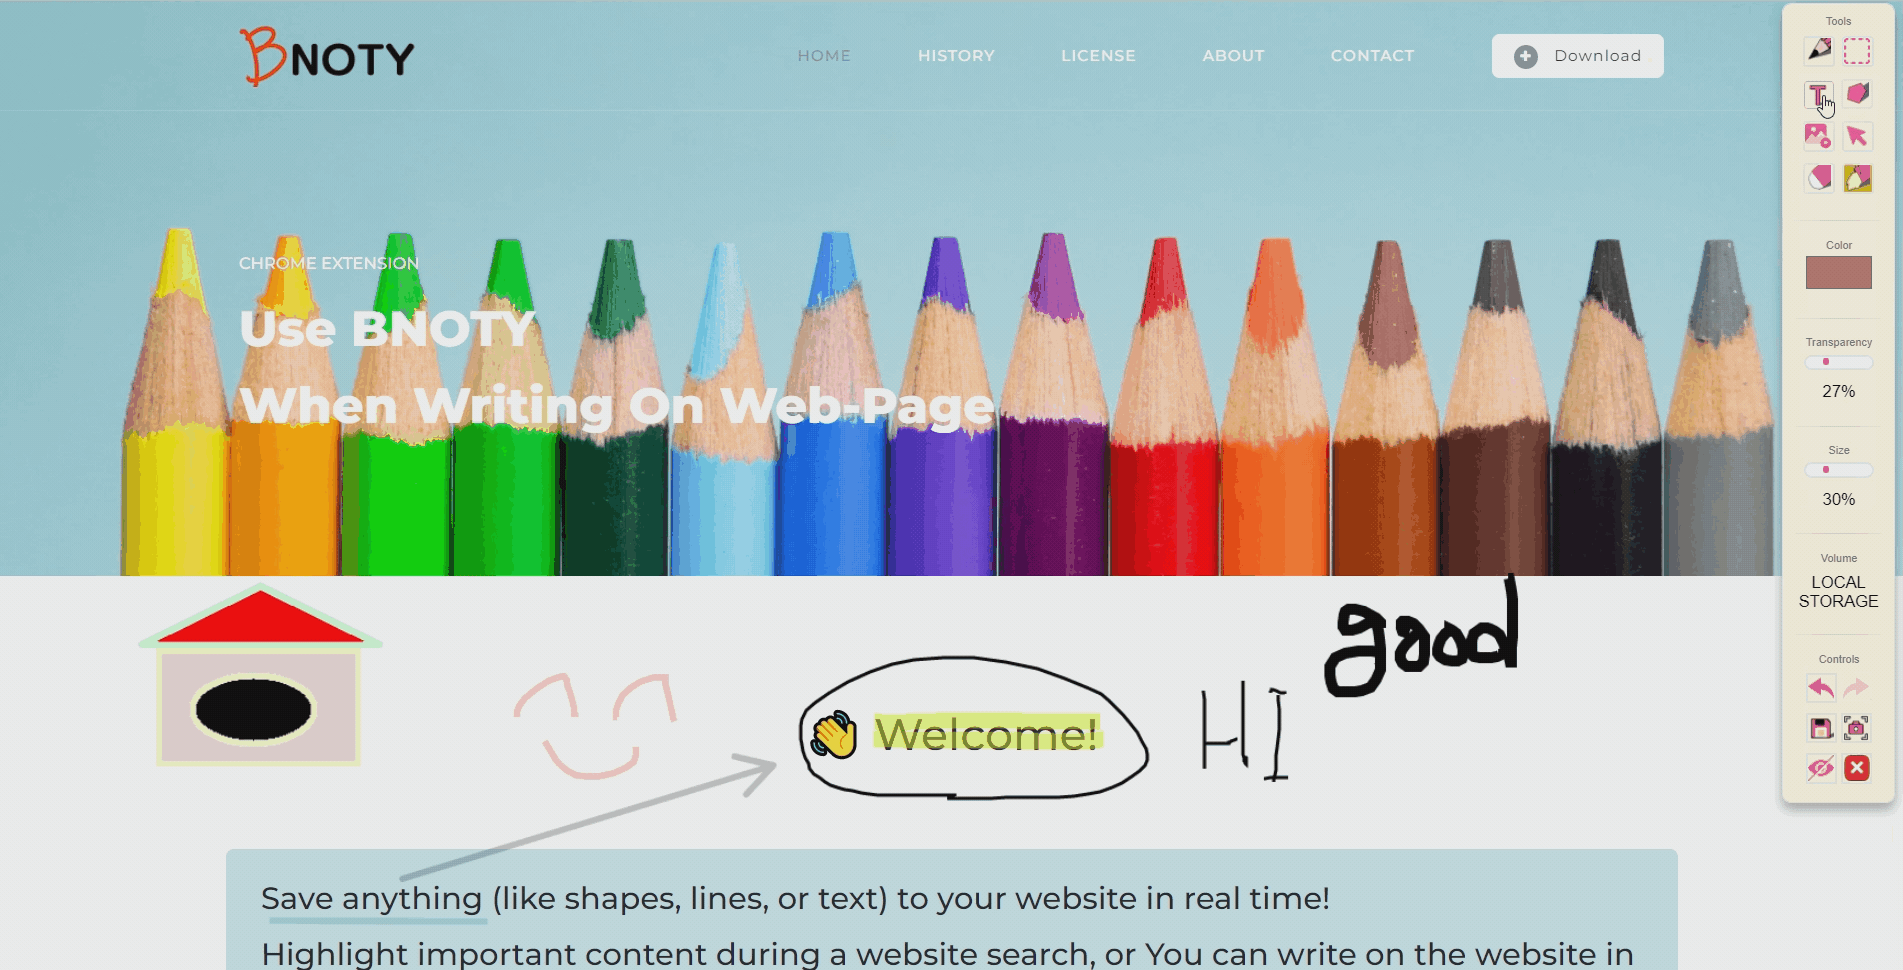 BNOTY
HOME
HISTORY
LICENSE
ABOUT
CONTACT
Download
CHROME EXTENSION
Use BNOTY
When Writing On Web-Page
good
HI
Welcome!
Save anything (like shapes, lines, or text) to your website in real time!
Highlight important content during a website search, or You can write on the website in
Tools
T
Color
Transparency
27%
Size
30%
Volume
LOCAL
STORAGE
Controls